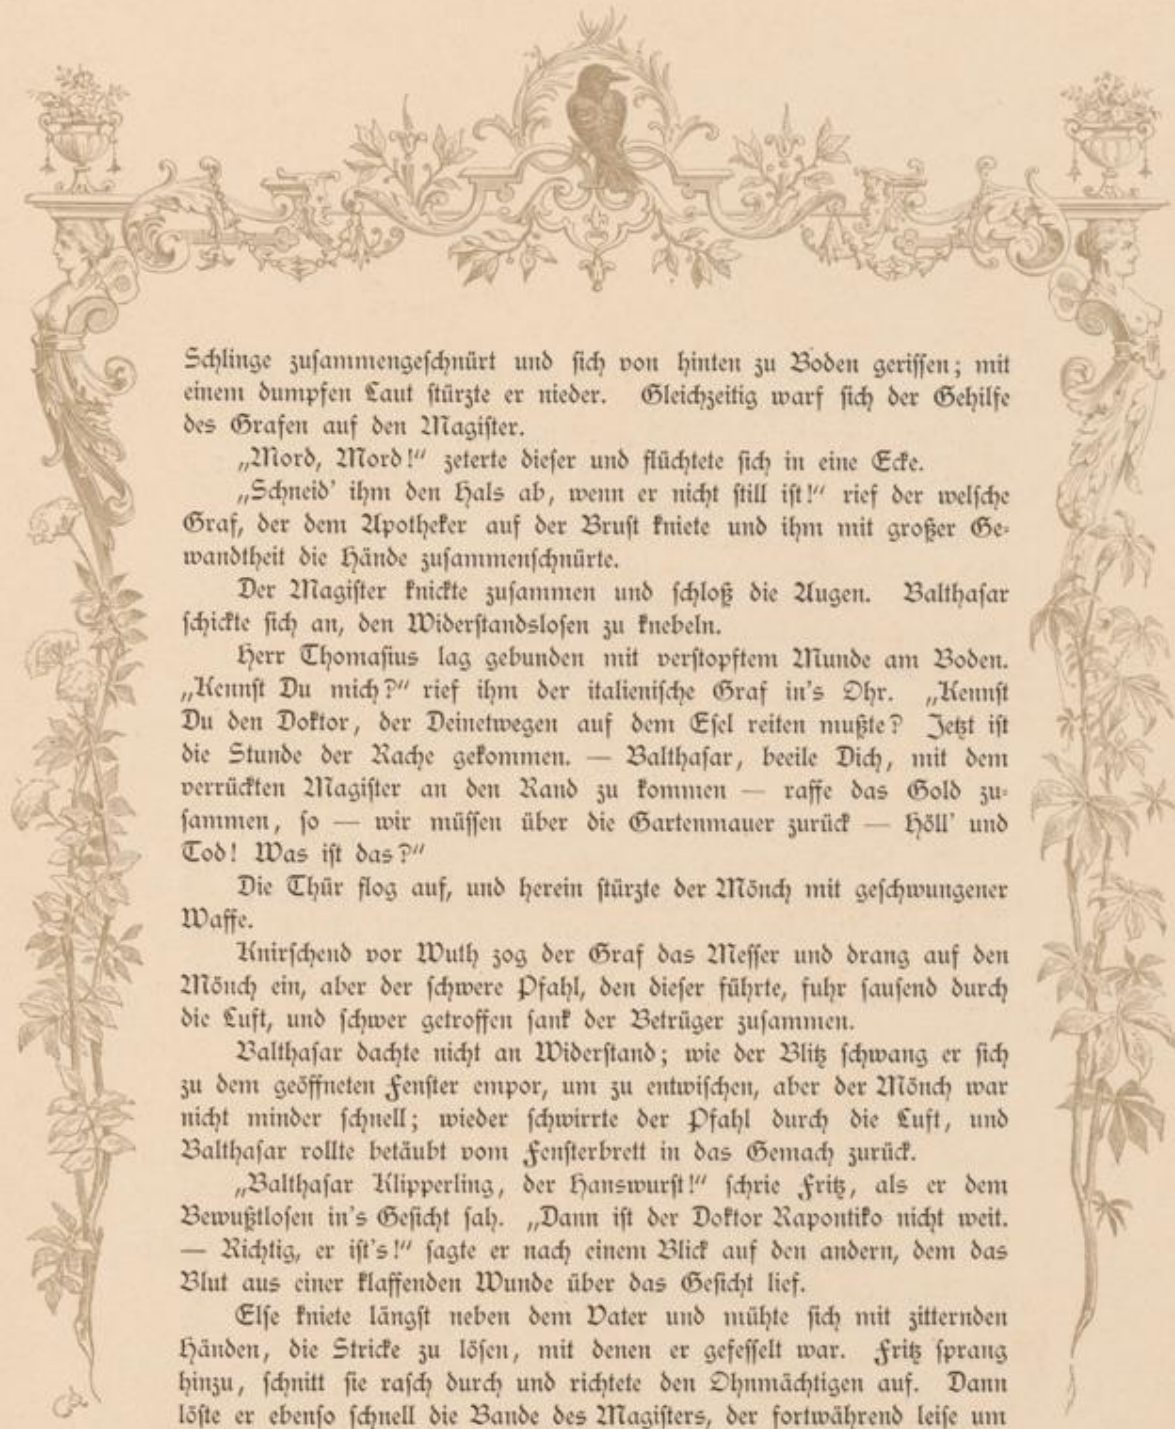 Schlinge zusammengeschnürt und sich von hinten zu Boden gerissen; mit
einem dumpfen Laut stürzte er nieder. Gleichzeitig warf sich der Gehilfe
des Grafen auf den Magister.
„Mord, Mord!“ zeterte dieser und flüchtete sich in eine Ecke.
„Schneid' ihm den Hals ab, wenn er nicht still ist!“ rief der welsche
Graf, der dem Apotheker auf der Brust kniete und ihm mit großer Ge-
wandtheit die Hände zusammenschnürte.
Der Magister knickte zusammen und schloß die Augen. Balthasar
schickte sich an, den Widerstandslosen zu knebeln.
Herr Thomasius lag gebunden mit verstopftem Munde am Boden.
„Kennst Du mich?“ rief ihm der italienische Graf in's Ohr. „Kennst
Du den Doktor, der Deinetwegen auf dem Esel reiten mußte? Jetzt ist
die Stunde der Rache gekommen. — Balthasar, beeile Dich, mit dem
verrückten Magister an den Rand zu kommen — raffe das Gold zu-
sammen, so — wir müssen über die Gartenmauer zurück — Höll' und
Tod! Was ist das?“
Die Thür flog auf, und herein stürzte der Mönch mit geschwungener
Waffe.
Knirschend vor Wuth zog der Graf das Messer und drang auf den
Mönch ein, aber der schwere Pfahl, den dieser führte, fuhr sausend durch
die Luft, und schwer getroffen sank der Betrüger zusammen.
Balthasar dachte nicht an Widerstand; wie der Blitz schwang er sich
zu dem geöffneten Fenster empor, um zu entwischen, aber der Mönch war
nicht minder schnell; wieder schwirrte der Pfahl durch die Luft, und
Balthasar rollte betäubt vom Fensterbrett in das Gemach zurück.
„Balthasar Klipperling, der Hanswurst!“ schrie Fritz, als er dem
Bewußtlosen in's Gesicht sah. „Dann ist der Doktor Rapontiko nicht weit.
— Richtig, er ist's!“ sagte er nach einem Blick auf den andern, dem das
Blut aus einer klaffenden Wunde über das Gesicht lief.
Else kniete längst neben dem Vater und mühte sich mit zitternden
Händen, die Stricke zu lösen, mit denen er gefesselt war. Fritz sprang
hinzu, schnitt sie rasch durch und richtete den Ohnmächtigen auf. Dann
löste er ebenso schnell die Bande des Magisters, der fortwährend leise um